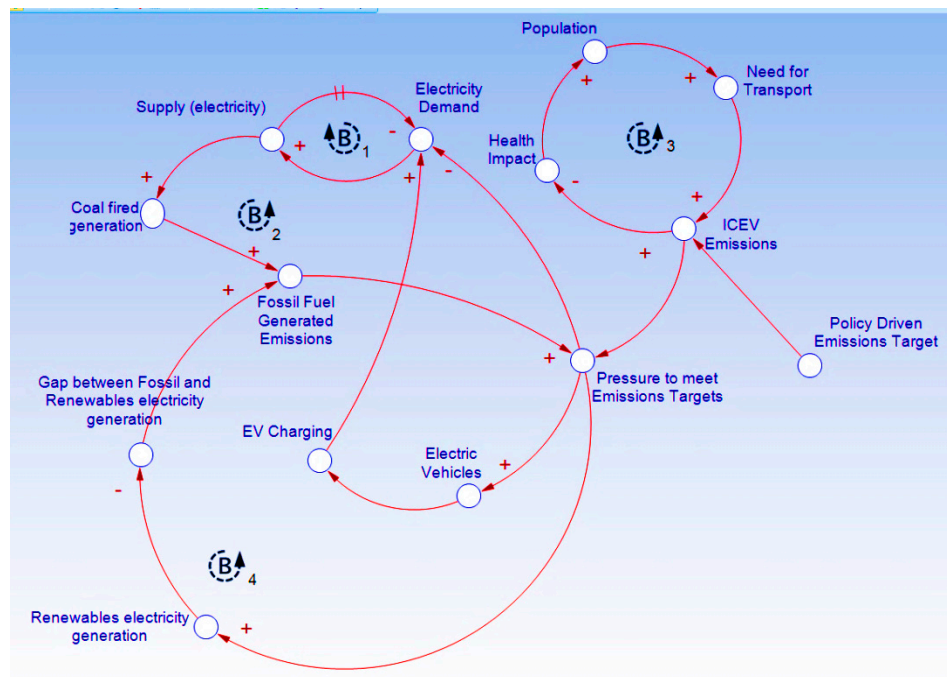 Population
Need for
Transport
Electricity
Demand
Supply (electricity)
+
+
-
+
B
1
B
3
Health
Impact
-
+
-
+
+
Coal fired
generation
B
2
+
+
ICEV
Emissions
+
Fossil Fuel
Generated
Emissions
Policy Driven
Emissions Target
+
Pressure to meet
Emissions Targets
Gap between Fossil and
Renewables electricity
generation
EV Charging
Electric
Vehicles
+
-
B
4
Renewables electricity
generation
+